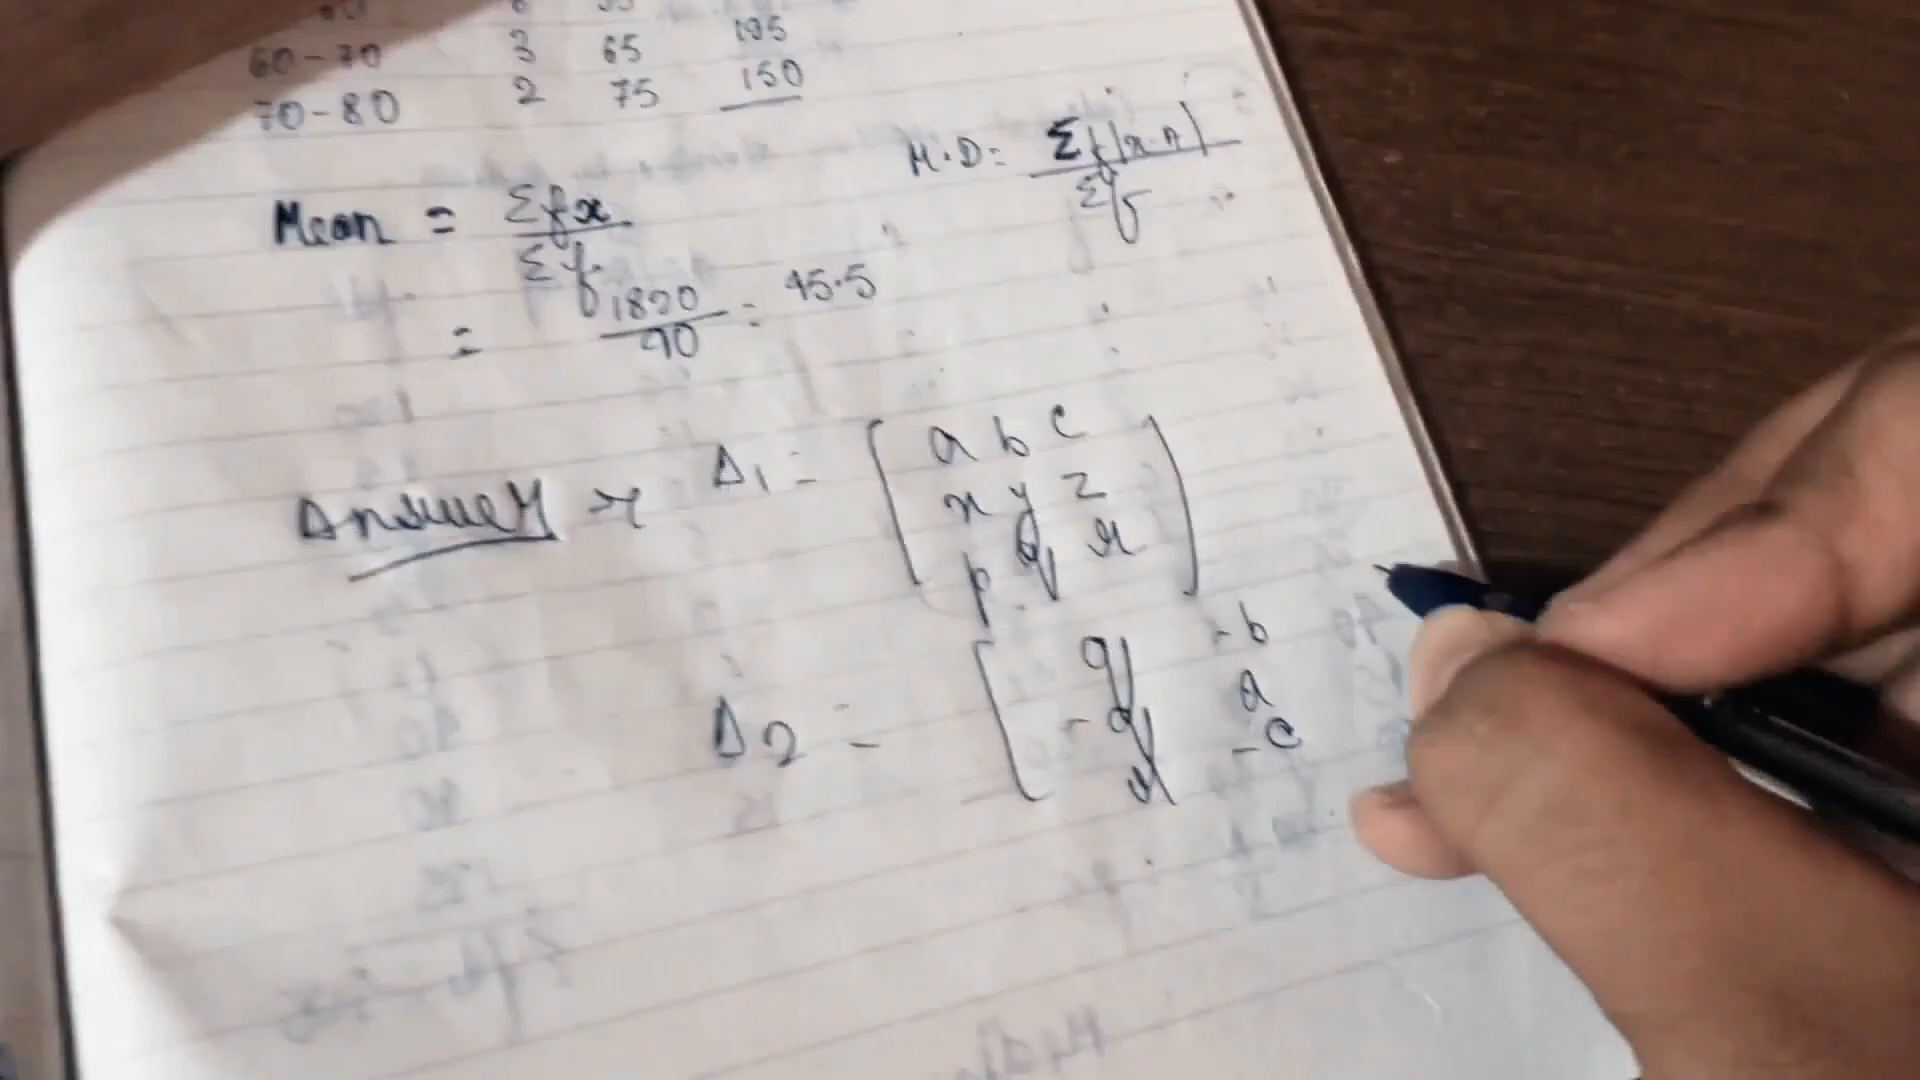 60-70 3 65 195
70-80 2 75 150
M.D= Σf|x-A|
Σf
Mean = Σfx
Σf
= 1820 = 45.5
40
Answer Δ1 = a b c
x y z
p q r
Δ2 = q -b
-q a
r -c